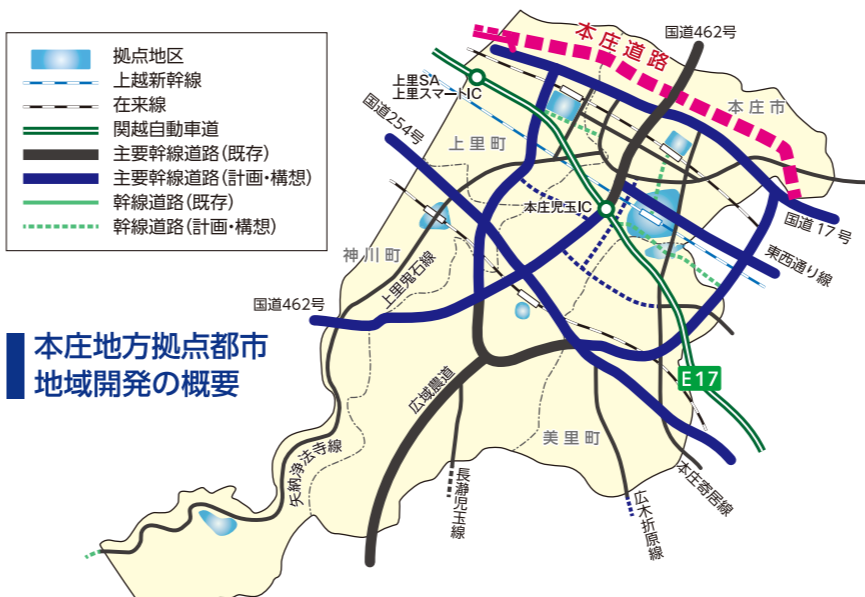 拠点地区
上越新幹線
在来線
関越自動車道
主要幹線道路(既存)
主要幹線道路(計画・構想)
幹線道路(既存)
幹線道路(計画・構想)
本庄道路
国道462号
上里SA
上里スマートIC
国道254号
上里町
本庄市
本庄児玉IC
国道17号
東西通り線
神川町
上里鬼石線
国道462号
本庄地方拠点都市
地域開発の概要
E17
広域農道
美里町
矢納浄法寺線
長瀞児玉線
広木折原線
本庄寄居線